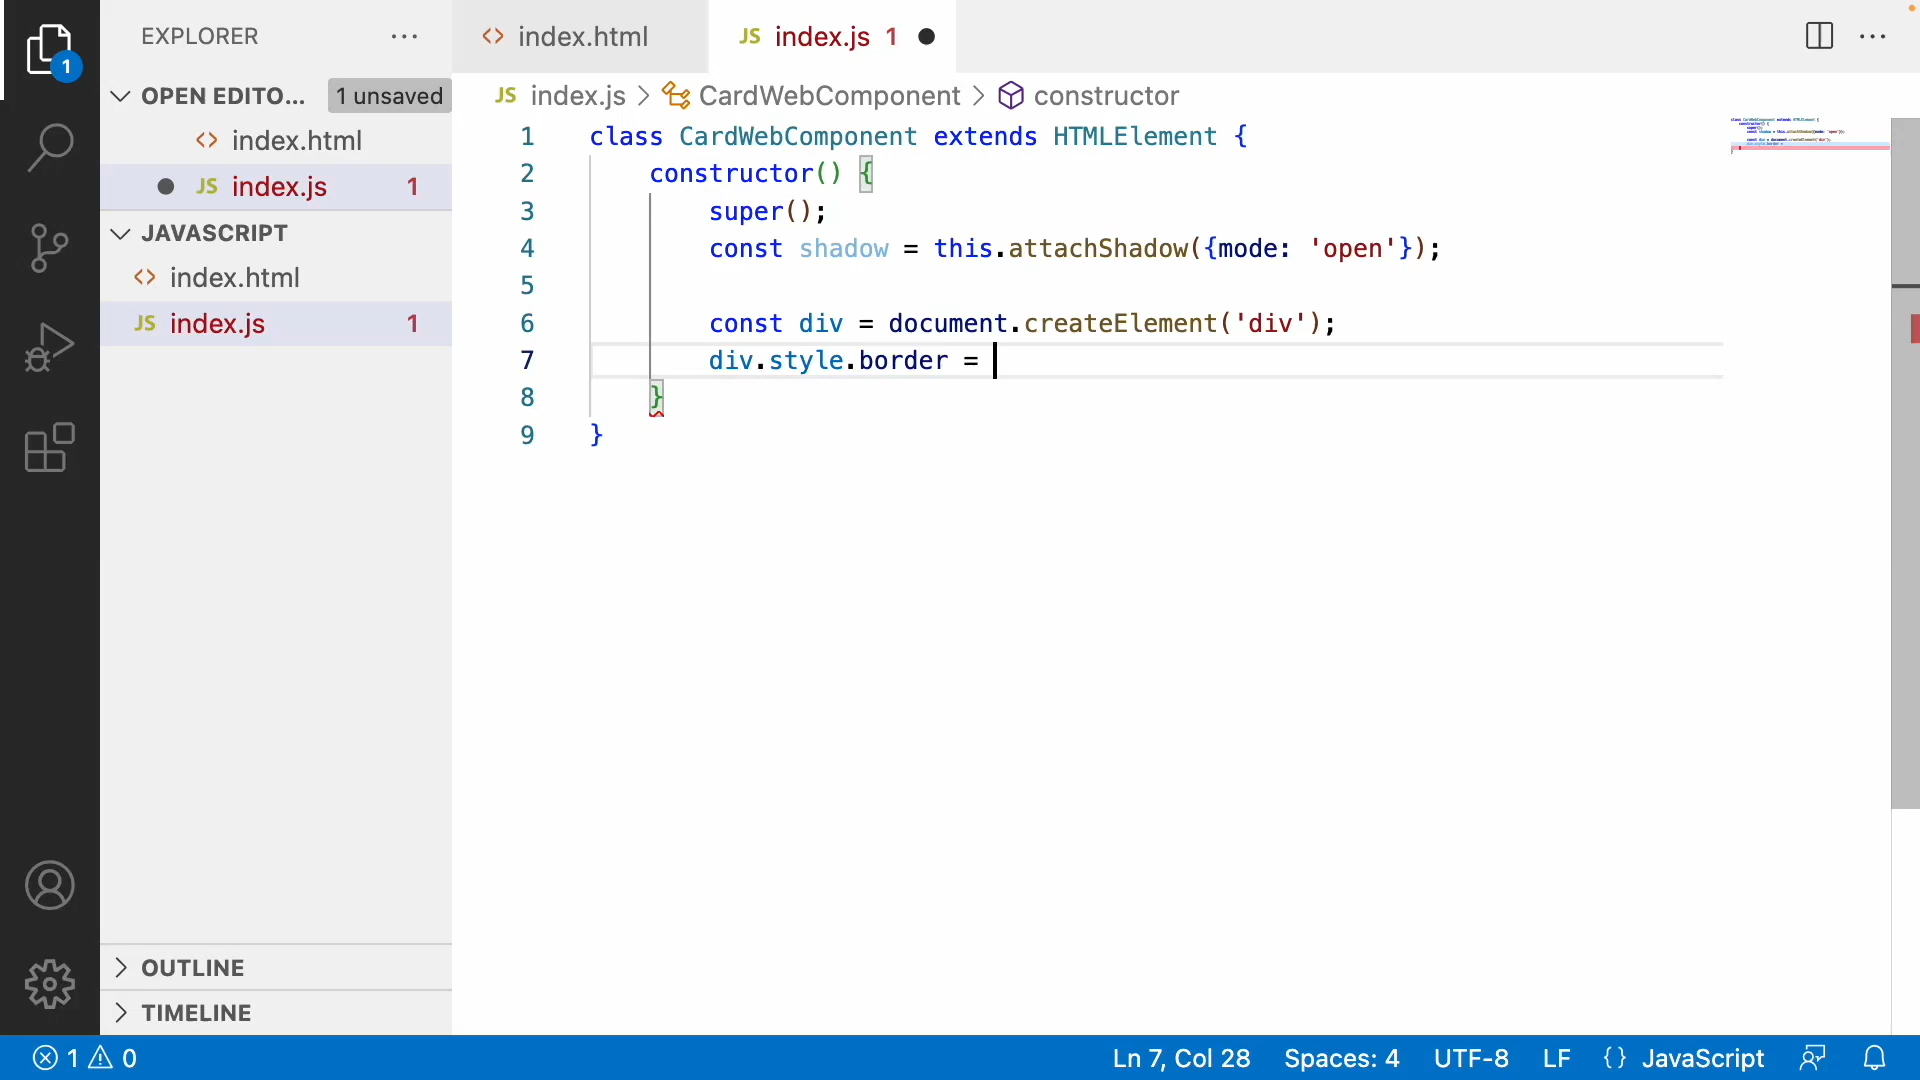 EXPLORER
index.html
JS index.js 1
1
OPEN EDITO... 1 unsaved
JS index.js > CardWebComponent > constructor
index.html
JS index.js 1
JAVASCRIPT
index.html
JS index.js 1
1 class CardWebComponent extends HTMLElement {
2 constructor() {
3 super();
4 const shadow = this.attachShadow({mode: 'open'});
5
6 const div = document.createElement('div');
7 div.style.border =
8 }
9 }
OUTLINE
TIMELINE
1 0 Ln 7, Col 28 Spaces: 4 UTF-8 LF {} JavaScript